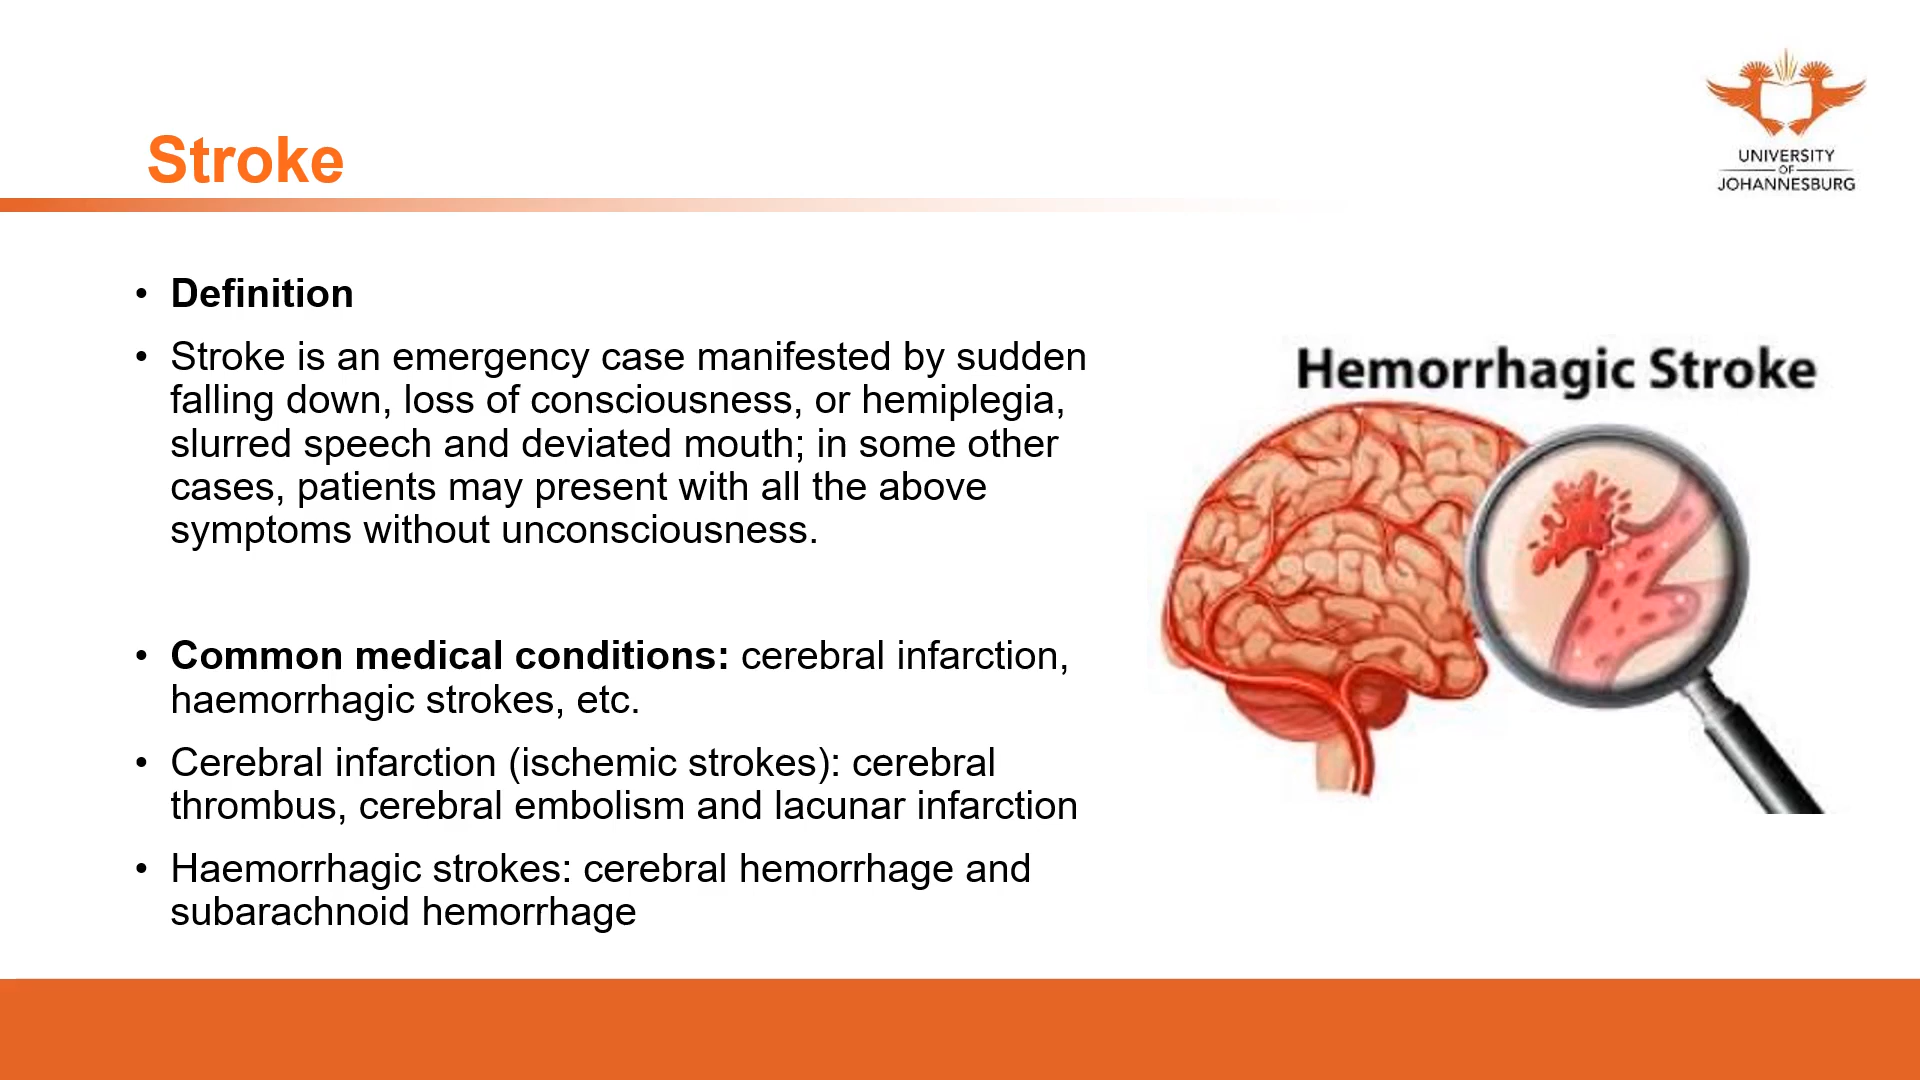 UNIVERSITY
OF
JOHANNESBURG
Stroke
• Definition
• Stroke is an emergency case manifested by sudden
falling down, loss of consciousness, or hemiplegia,
slurred speech and deviated mouth; in some other
cases, patients may present with all the above
symptoms without unconsciousness.
• Common medical conditions: cerebral infarction,
haemorrhagic strokes, etc.
• Cerebral infarction (ischemic strokes): cerebral
thrombus, cerebral embolism and lacunar infarction
• Haemorrhagic strokes: cerebral hemorrhage and
subarachnoid hemorrhage
Hemorrhagic Stroke